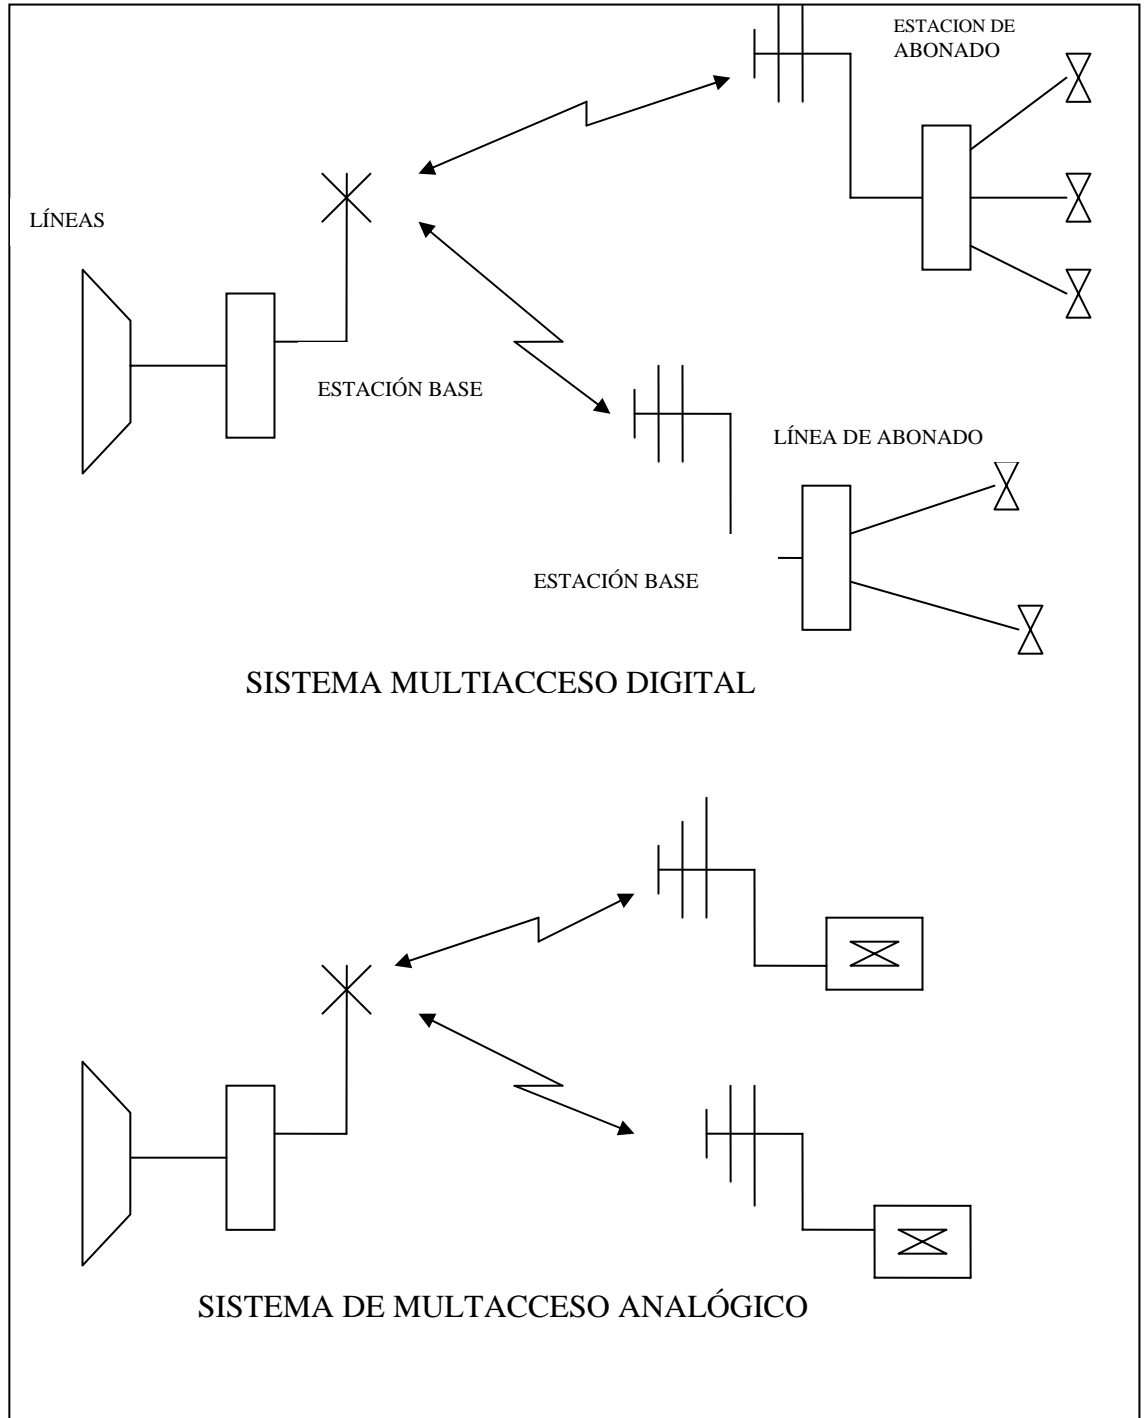 ESTACION DE
ABONADO
LÍNEAS
ESTACIÓN BASE
LÍNEA DE ABONADO
ESTACIÓN BASE
SISTEMA MULTIACCESO DIGITAL
SISTEMA DE MULTACCESO ANALÓGICO